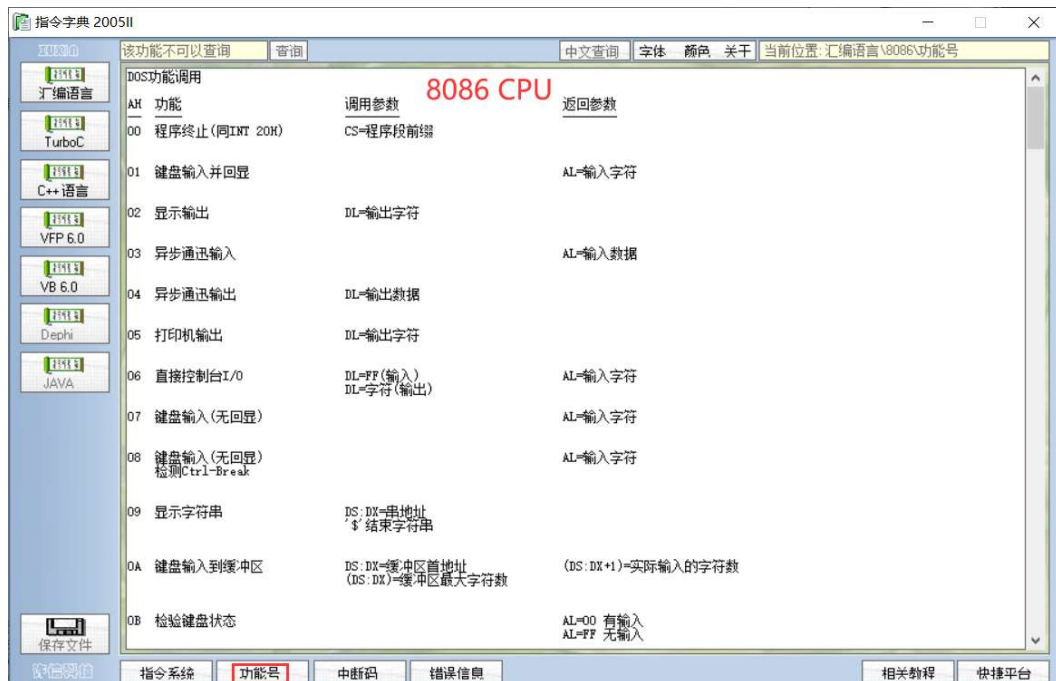 指令字典 2005II
该功能不可以查询 查询 中文查询 字体 颜色 关于 当前位置:汇编语言\8086\功能号
汇编语言
TurboC
C++语言
VFP 6.0
VB 6.0
Dephi
JAVA
保存文件
DOS功能调用
8086 CPU
AH 功能 调用参数 返回参数
00 程序终止(同INT 20H) CS=程序段前缀
01 键盘输入并回显 AL=输入字符
02 显示输出 DL=输出字符
03 异步通迅输入 AL=输入数据
04 异步通迅输出 DL=输出数据
05 打印机输出 DL=输出字符
06 直接控制台I/O DL=FF(输入) AL=输入字符
DL=字符(输出)
07 键盘输入(无回显) AL=输入字符
08 键盘输入(无回显) AL=输入字符
检测Ctrl-Break
09 显示字符串 DS:DX=串地址
'$'结束字符串
0A 键盘输入到缓冲区 DS:DX=缓冲区首地址 (DS:DX+1)=实际输入的字符数
(DS:DX)=缓冲区最大字符数
0B 检验键盘状态 AL=00 有输入
AL=FF 无输入
指令系统 功能号 中断码 错误信息 相关教程 快捷平台